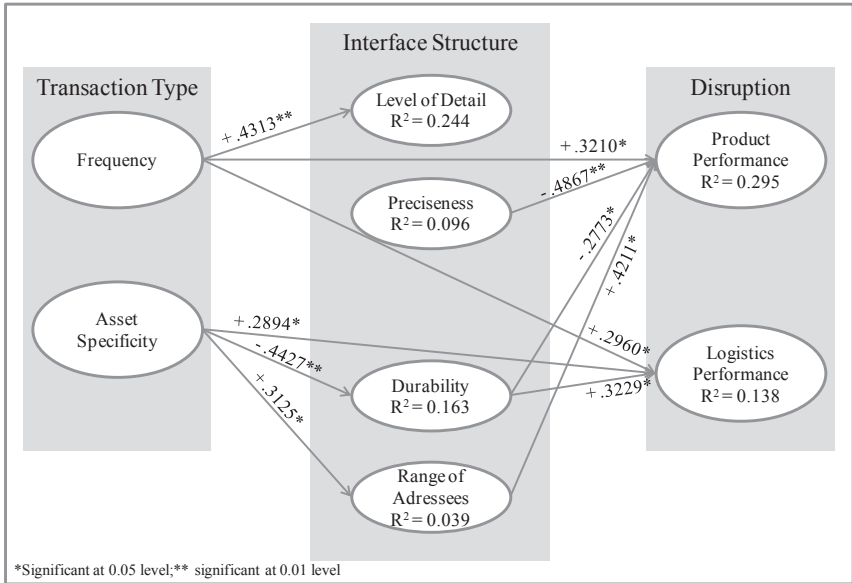 Interface Structure
Transaction Type
Disruption
Level of Detail
R² = 0.244
+ .4313**
Frequency
+ .3210*
Product
Performance
R² = 0.295
- .4867**
Preciseness
R² = 0.096
- .2773*
+ .4211*
Asset
Specificity
+ .2894*
- .4427**
+ .3125*
+ .2960*
Logistics
Performance
R² = 0.138
Durability
R² = 0.163
+ .3229*
Range of
Adressees
R² = 0.039
*Significant at 0.05 level;** significant at 0.01 level